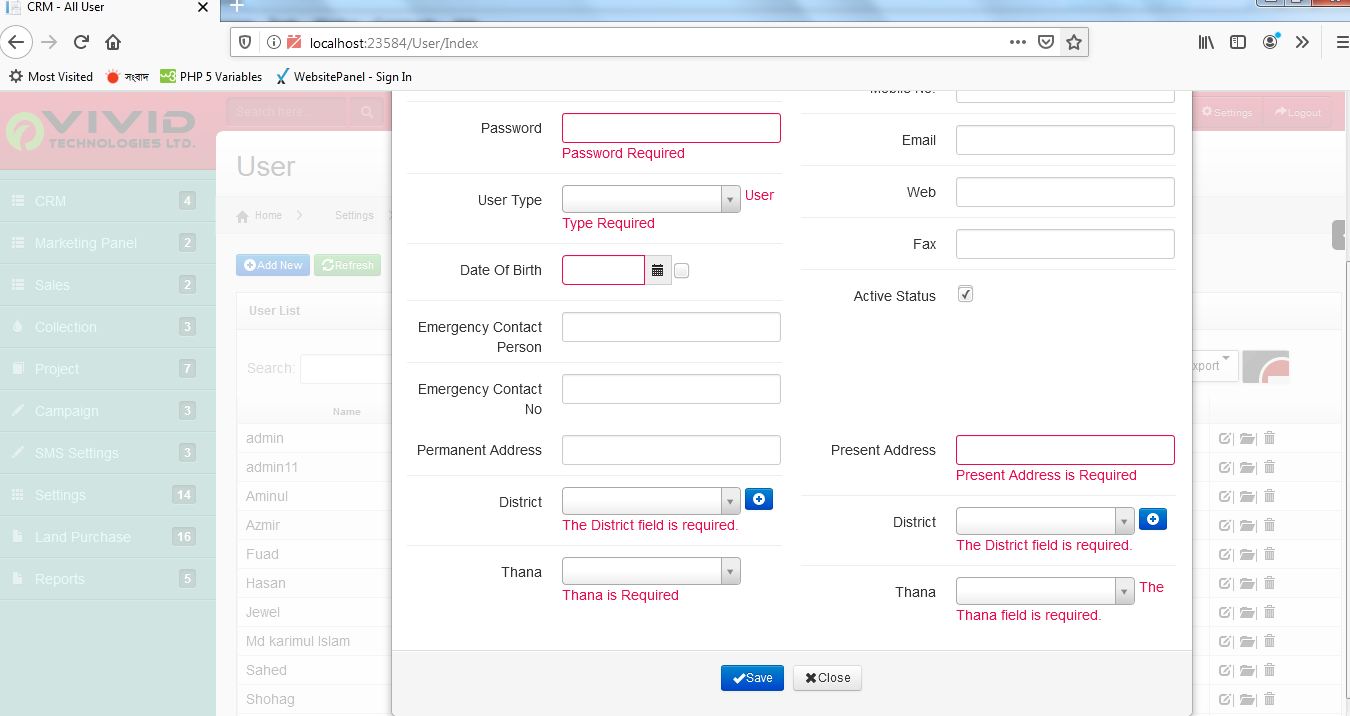 CRM - All User
localhost:23584/User/Index
Most Visited
সংবাদ
PHP 5 Variables
WebsitePanel - Sign In
VIVID
TECHNOLOGIES LTD.
Search here...
Settings
Logout
CRM 4
Marketing Panel 2
Sales 2
Collection 3
Project 7
Campaign 3
SMS Settings 3
Settings 14
Land Purchase 16
Reports 5
User
Home
Settings
Add New
Refresh
User List
Search:
xport
Name
admin
admin11
Aminul
Azmir
Fuad
Hasan
Jewel
Md karimul Islam
Sahed
Shohag
Password
Password Required
User Type
User
Type Required
Date Of Birth
Emergency Contact
Person
Emergency Contact
No
Permanent Address
District
The District field is required.
Thana
Thana is Required
Mobile No.
Email
Web
Fax
Active Status
Present Address
Present Address is Required
District
The District field is required.
Thana
The
Thana field is required.
Save
Close